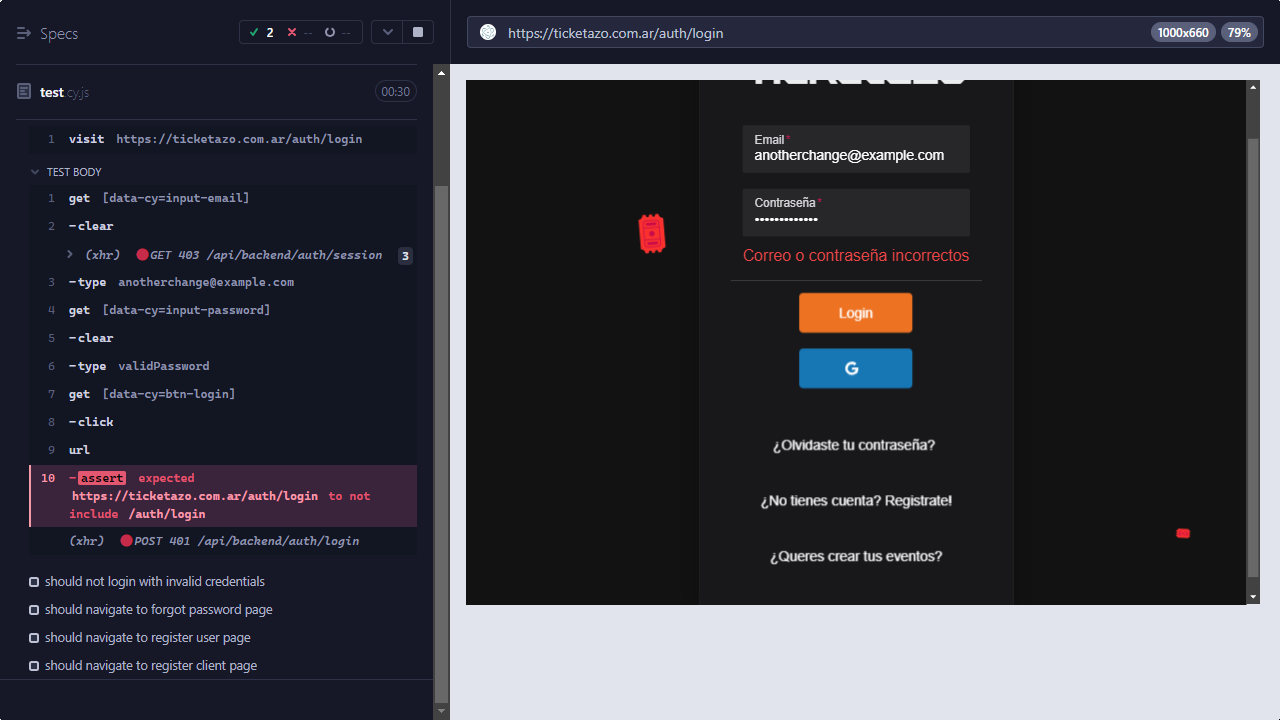 Specs
2
--
--
https://ticketazo.com.ar/auth/login
1000x660
79%
test.cy.js
00:30
1 visit https://ticketazo.com.ar/auth/login
TEST BODY
1 get [data-cy=input-email]
2 -clear
(xhr) GET 403 /api/backend/auth/session 3
3 -type anotherchange@example.com
4 get [data-cy=input-password]
5 -clear
6 -type validPassword
7 get [data-cy=btn-login]
8 -click
9 url
10 -assert expected
https://ticketazo.com.ar/auth/login to not
include /auth/login
(xhr) POST 401 /api/backend/auth/login
should not login with invalid credentials
should navigate to forgot password page
should navigate to register user page
should navigate to register client page
Email*
anotherchange@example.com
Contraseña*
•••••••••••••
Correo o contraseña incorrectos
Login
G
¿Olvidaste tu contraseña?
¿No tienes cuenta? Registrate!
¿Queres crear tus eventos?